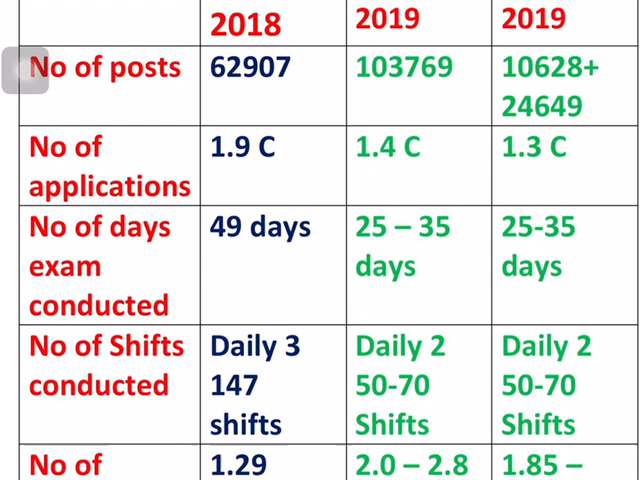 2018 2019 2019
No of posts 62907 103769 10628+
24649
No of 1.9 C 1.4 C 1.3 C
applications
No of days 49 days 25 – 35 25-35
exam days days
conducted
No of Shifts Daily 3 Daily 2 Daily 2
conducted 147 50-70 50-70
shifts Shifts Shifts
No of 1.29 2.0 – 2.8 1.85 –